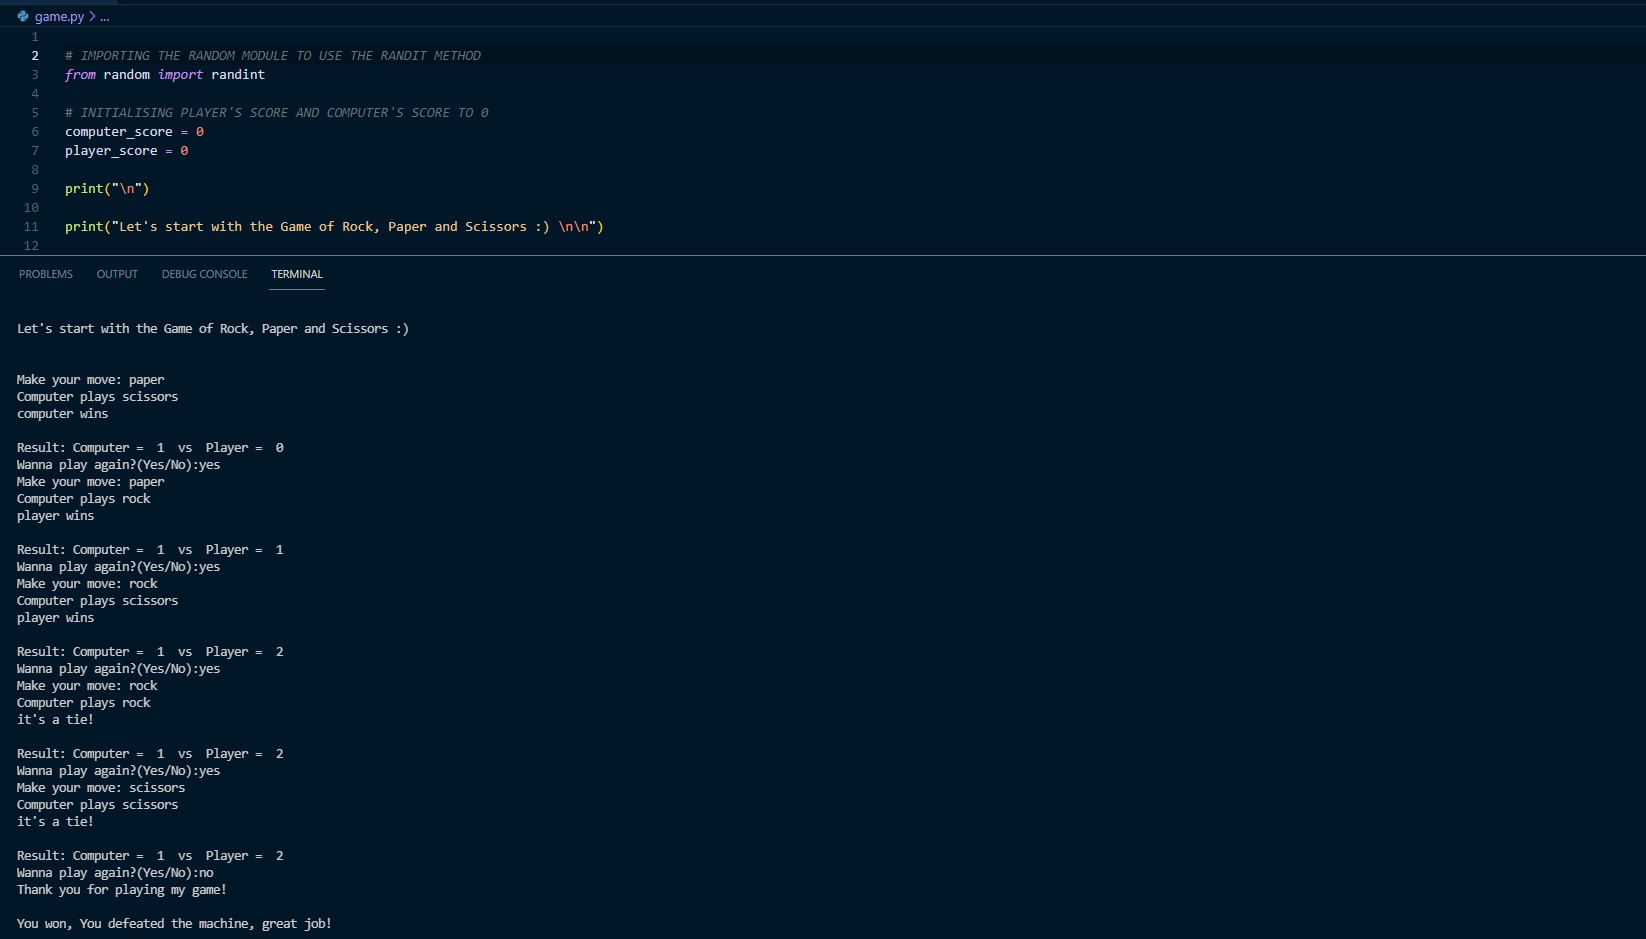 game.py > ...
1
2 # IMPORTING THE RANDOM MODULE TO USE THE RANDIT METHOD
3 from random import randint
4
5 # INITIALISING PLAYER'S SCORE AND COMPUTER'S SCORE TO 0
6 computer_score = 0
7 player_score = 0
8
9 print("\n")
10
11 print("Let's start with the Game of Rock, Paper and Scissors :) \n\n")
12
PROBLEMS OUTPUT DEBUG CONSOLE TERMINAL
Let's start with the Game of Rock, Paper and Scissors :)
Make your move: paper
Computer plays scissors
computer wins
Result: Computer =  1  vs  Player =  0
Wanna play again?(Yes/No):yes
Make your move: paper
Computer plays rock
player wins
Result: Computer =  1  vs  Player =  1
Wanna play again?(Yes/No):yes
Make your move: rock
Computer plays scissors
player wins
Result: Computer =  1  vs  Player =  2
Wanna play again?(Yes/No):yes
Make your move: rock
Computer plays rock
it's a tie!
Result: Computer =  1  vs  Player =  2
Wanna play again?(Yes/No):yes
Make your move: scissors
Computer plays scissors
it's a tie!
Result: Computer =  1  vs  Player =  2
Wanna play again?(Yes/No):no
Thank you for playing my game!
You won, You defeated the machine, great job!